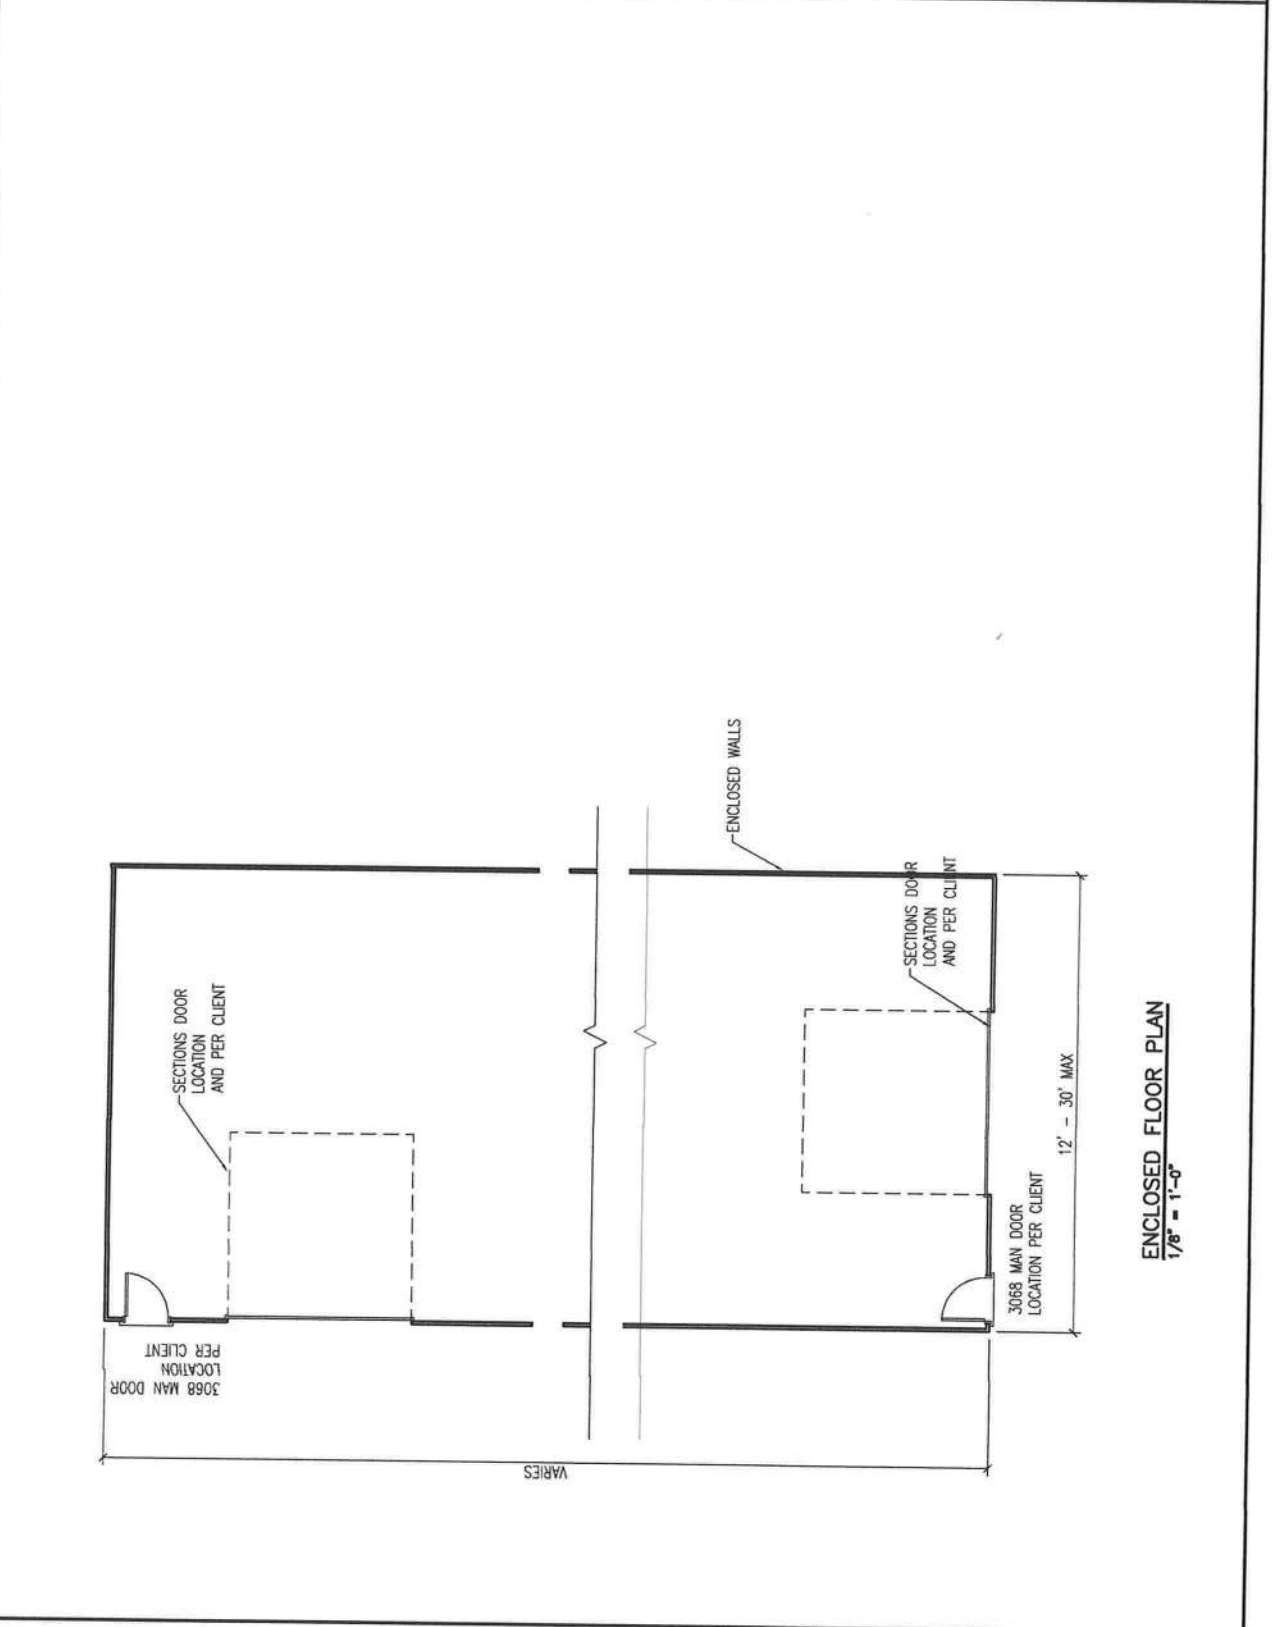 3068 MAN DOOR
LOCATION
PER CLIENT
SECTIONS DOOR
LOCATION
AND PER CLIENT
VARIES
ENCLOSED WALLS
SECTIONS DOOR
LOCATION
AND PER CLIENT
3068 MAN DOOR
LOCATION PER CLIENT
12' - 30' MAX
ENCLOSED FLOOR PLAN
1/8" = 1'-0"